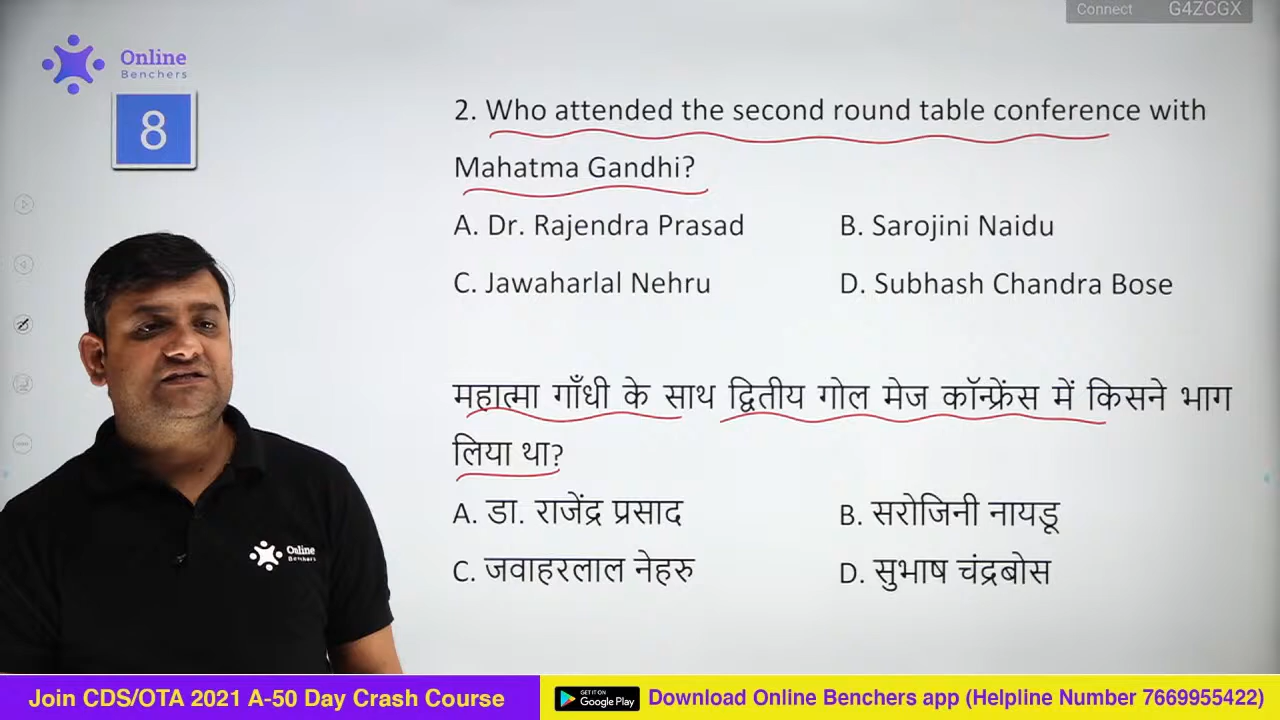 Connect G4ZCGX
Online
Benchers
8
2. Who attended the second round table conference with
Mahatma Gandhi?
A. Dr. Rajendra Prasad B. Sarojini Naidu
C. Jawaharlal Nehru D. Subhash Chandra Bose
महात्मा गाँधी के साथ द्वितीय गोल मेज कॉन्फ्रेंस में किसने भाग
लिया था?
A. डा. राजेंद्र प्रसाद B. सरोजिनी नायडू
C. जवाहरलाल नेहरु D. सुभाष चंद्रबोस
Online
Benchers
Join CDS/OTA 2021 A-50 Day Crash Course
GET IT ON
Google Play
Download Online Benchers app (Helpline Number 7669955422)